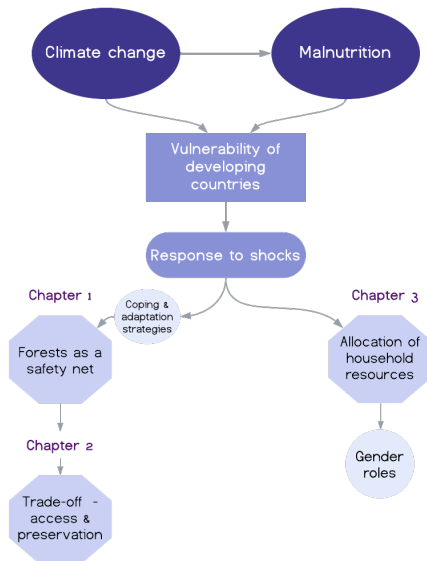 Climate change
Malnutrition
Vulnerability of
developing
countries
Response to shocks
Coping &
adaptation
strategies
Chapter 1
Forests as a
safety net
Chapter 2
Trade-off -
access &
preservation
Chapter 3
Allocation of
household
resources
Gender
roles